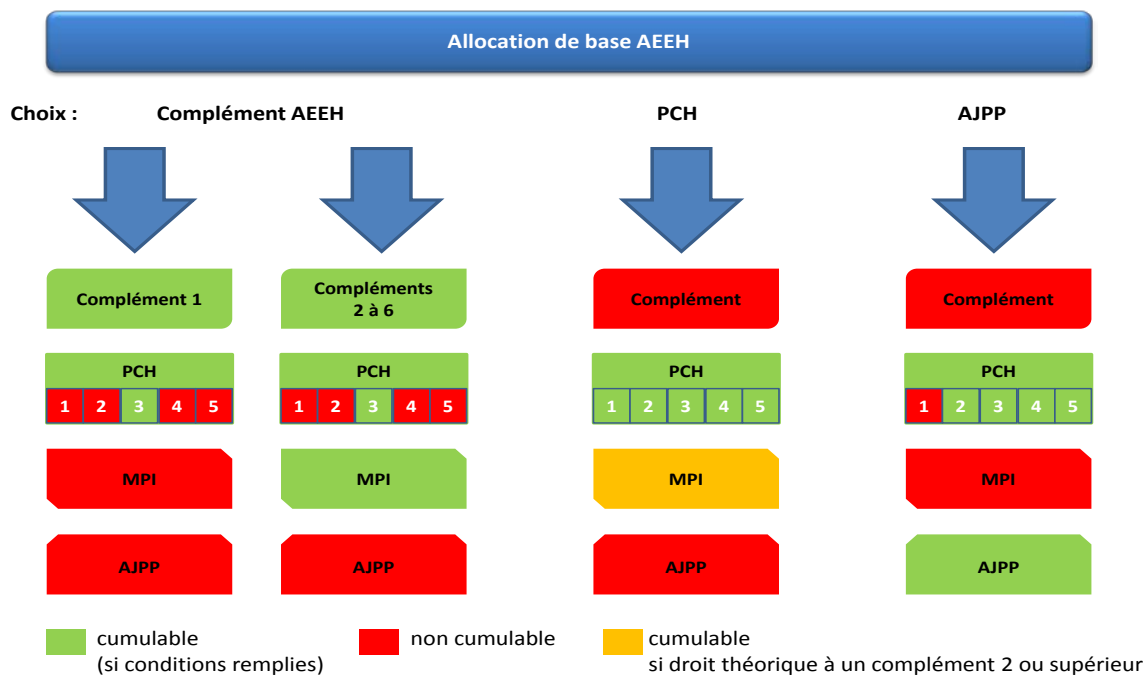 Allocation de base AEEH
Choix : Complément AEEH PCH AJPP
Complément 1 Compléments 2 à 6 Complément Complément
PCH PCH PCH PCH
1 2 3 4 5 1 2 3 4 5 1 2 3 4 5 1 2 3 4 5
MPI MPI MPI MPI
AJPP AJPP AJPP AJPP
cumulable
(si conditions remplies)
non cumulable
cumulable
si droit théorique à un complément 2 ou supérieur